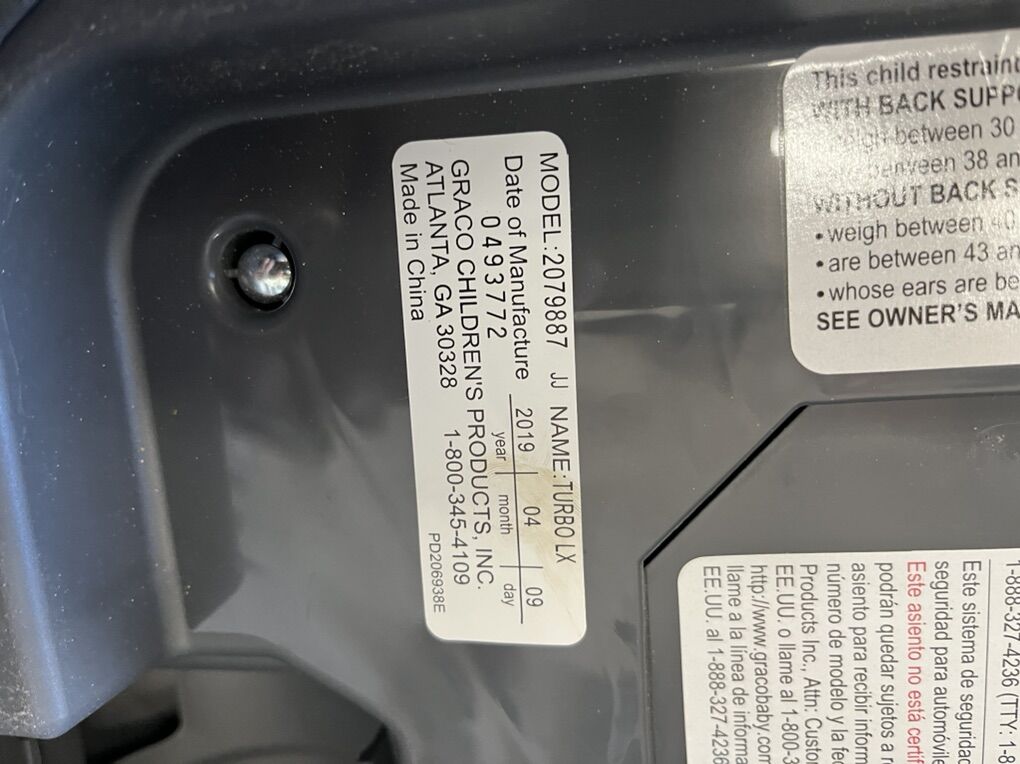 MODEL:2079887 JJ NAME:TURBO LX
Date of Manufacture 2019 | 04 | 09
year | month | day
0493772
GRACO CHILDREN'S PRODUCTS, INC.
ATLANTA, GA 30328 1-800-345-4109
Made in China PD206938E
This child restraint
WITH BACK SUPPO
weigh between 30
between 38 an
WITHOUT BACK S
• weigh between 40
• are between 43 an
• whose ears are be
SEE OWNER'S MA
1-888-327-4236 (TTY: 1-8
Este sistema de seguridad
seguridad para automóvile
Este asiento no está certif
podrán quedar sujetos a r
asiento para recibir inform
número de modelo y la fec
Products Inc., Attn: Custo
EE.UU. o llame al 1-800-3
http://www.gracobaby.com
llame a la línea de informa
EE.UU. al 1-888-327-4236